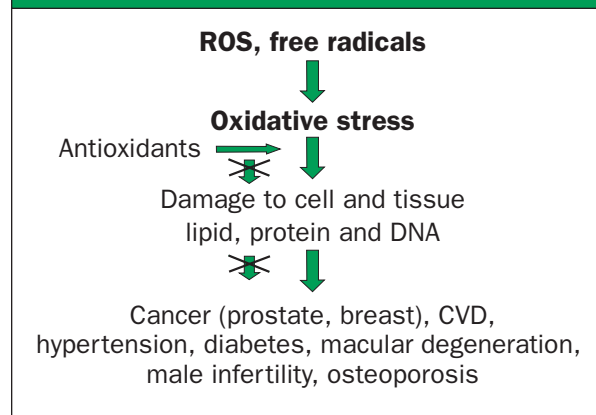 ROS, free radicals
Oxidative stress
Antioxidants
Damage to cell and tissue
lipid, protein and DNA
Cancer (prostate, breast), CVD,
hypertension, diabetes, macular degeneration,
male infertility, osteoporosis